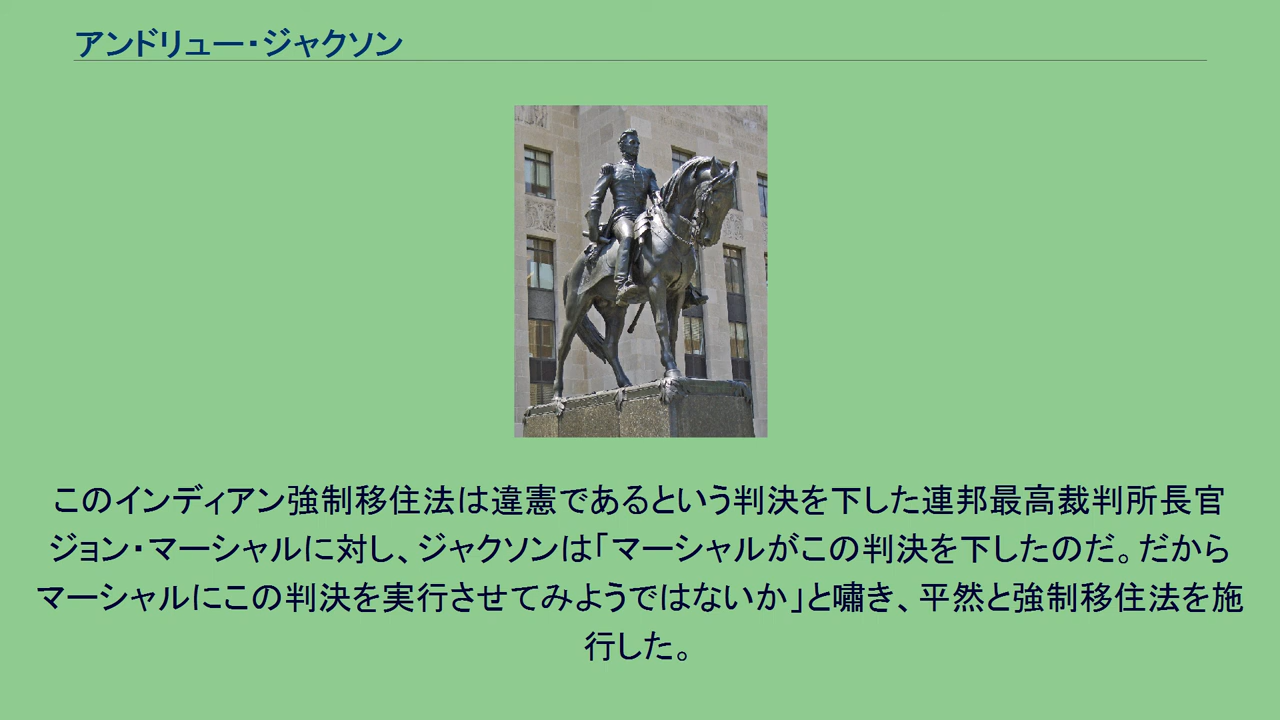 アンドリュー・ジャクソン
このインディアン強制移住法は違憲であるという判決を下した連邦最高裁判所長官
ジョン・マーシャルに対し、ジャクソンは「マーシャルがこの判決を下したのだ。だから
マーシャルにこの判決を実行させてみようではないか」と嘯き、平然と強制移住法を施
行した。